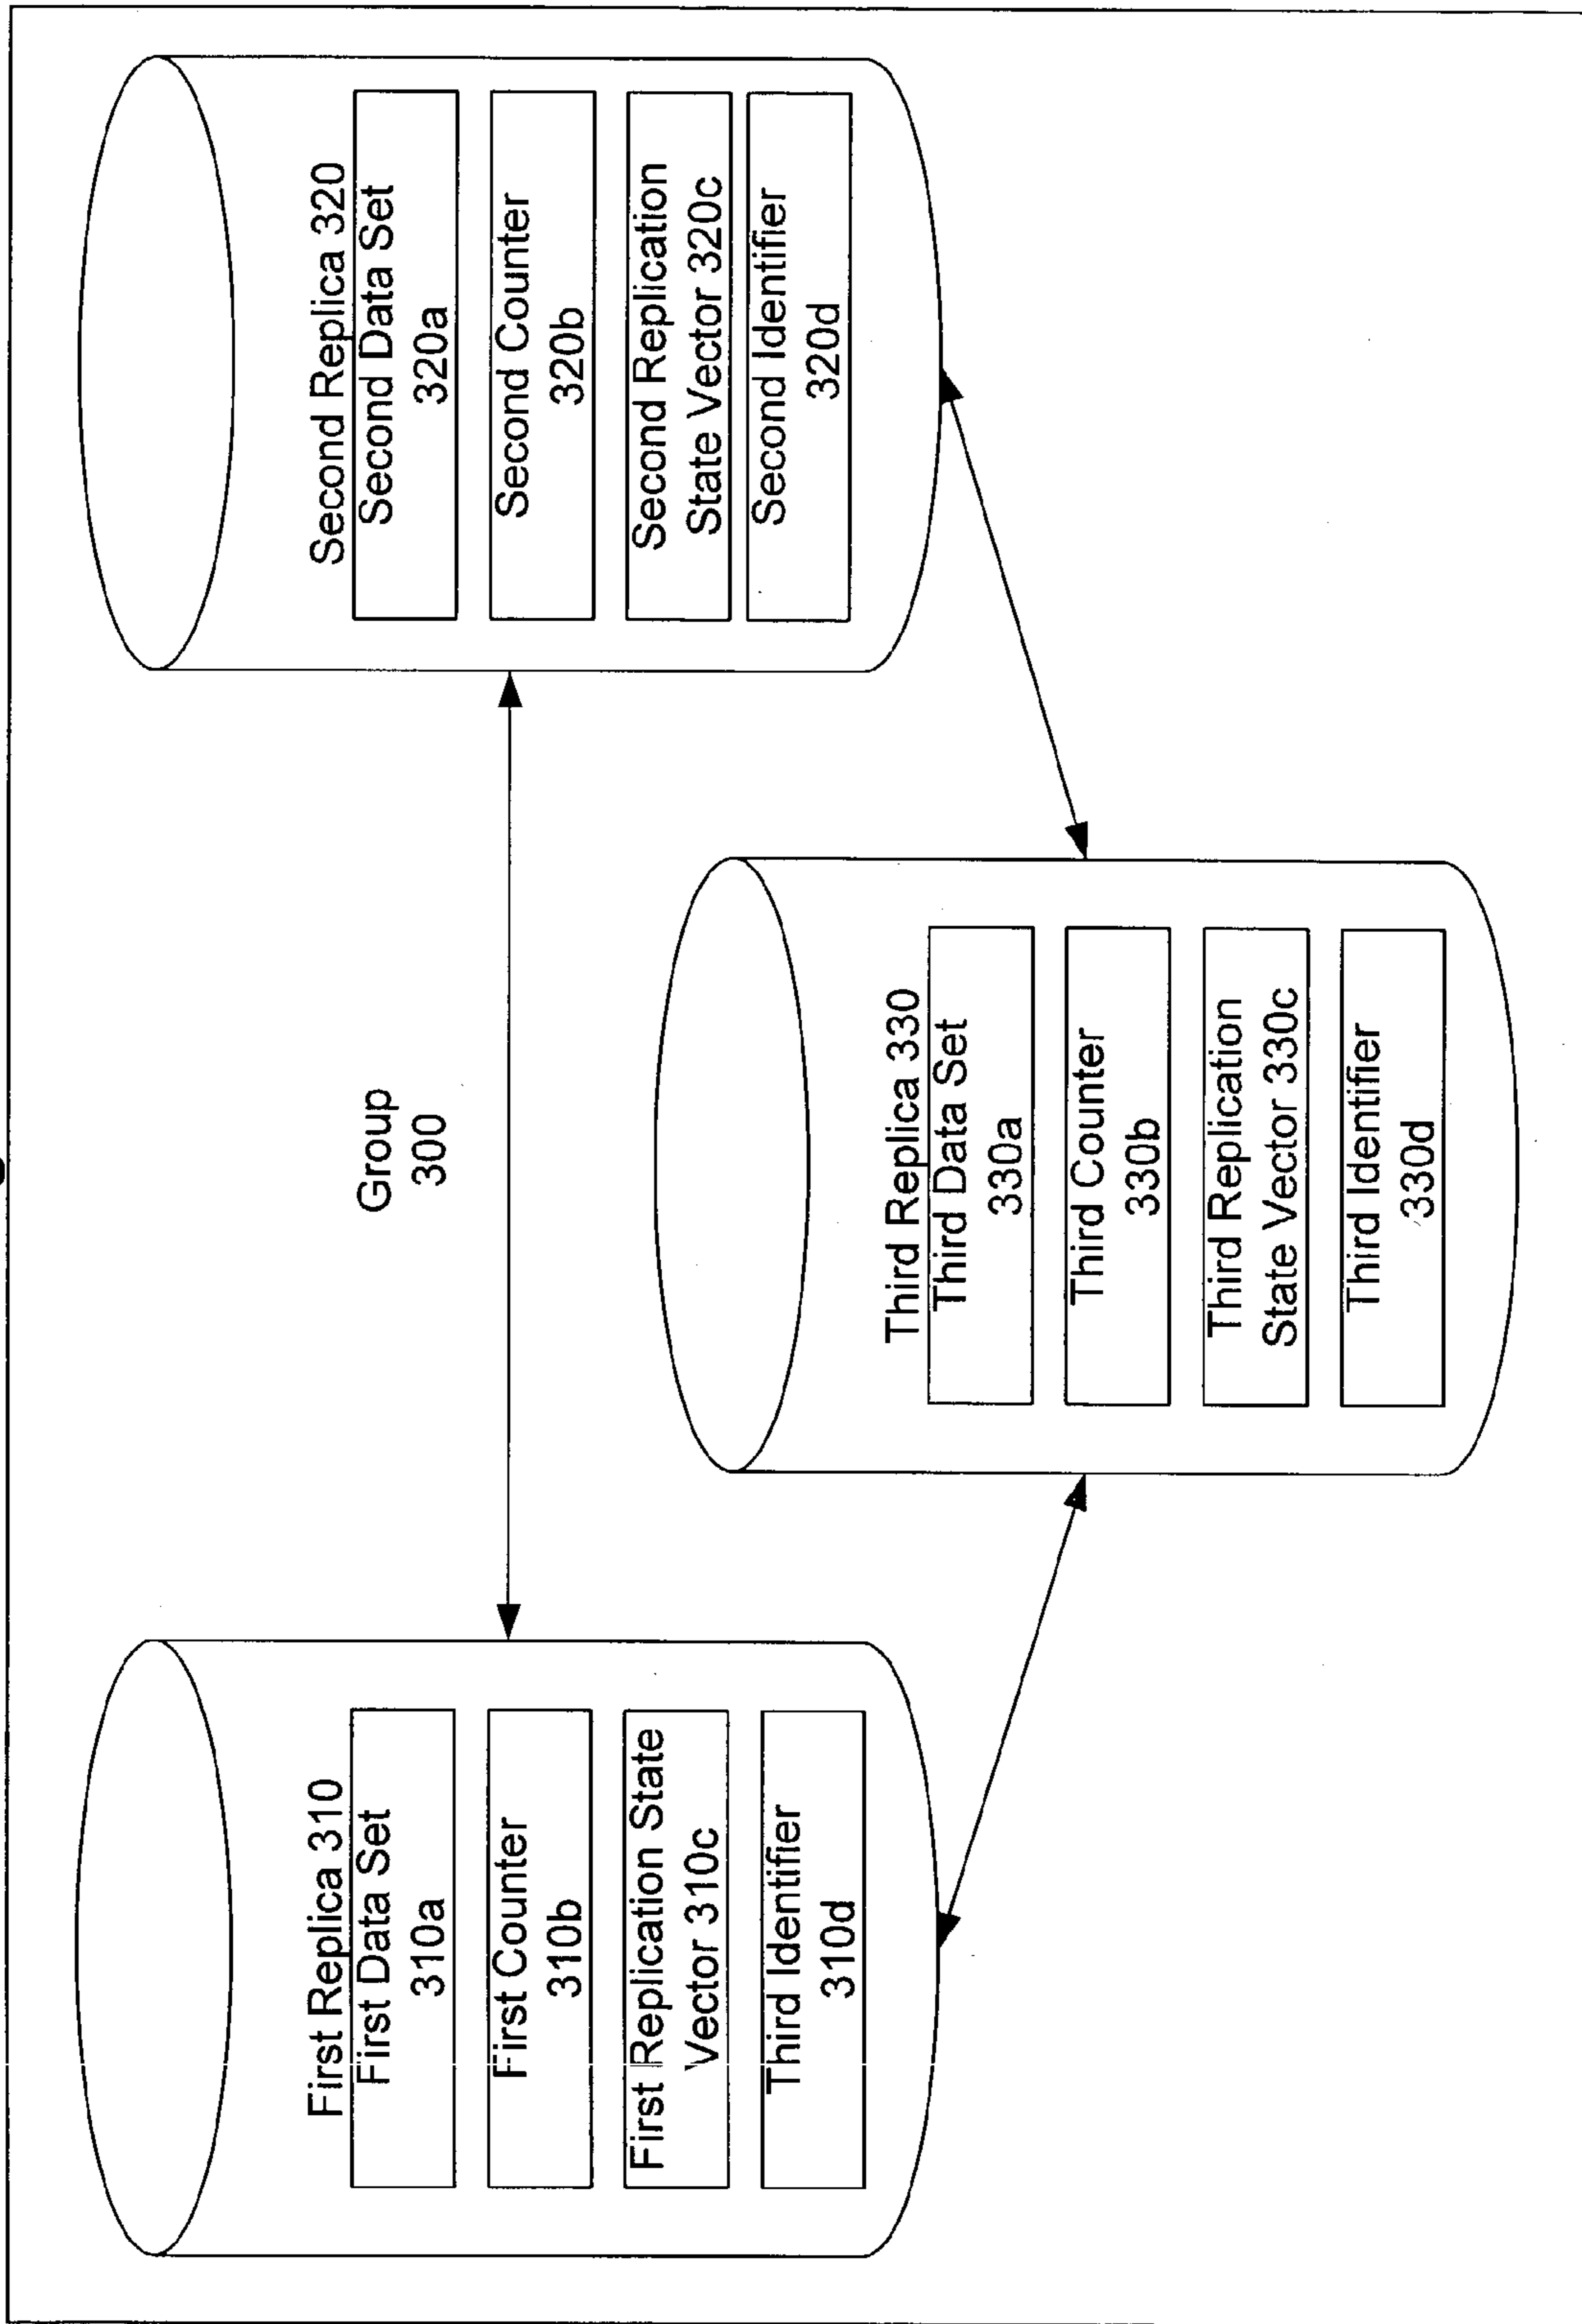 Group
300
First Replica 310
First Data Set
310a
First Counter
310b
First Replication State
Vector 310c
Third Identifier
310d
Second Replica 320
Second Data Set
320a
Second Counter
320b
Second Replication
State Vector 320c
Second Identifier
320d
Third Replica 330
Third Data Set
330a
Third Counter
330b
Third Replication
State Vector 330c
Third Identifier
330d